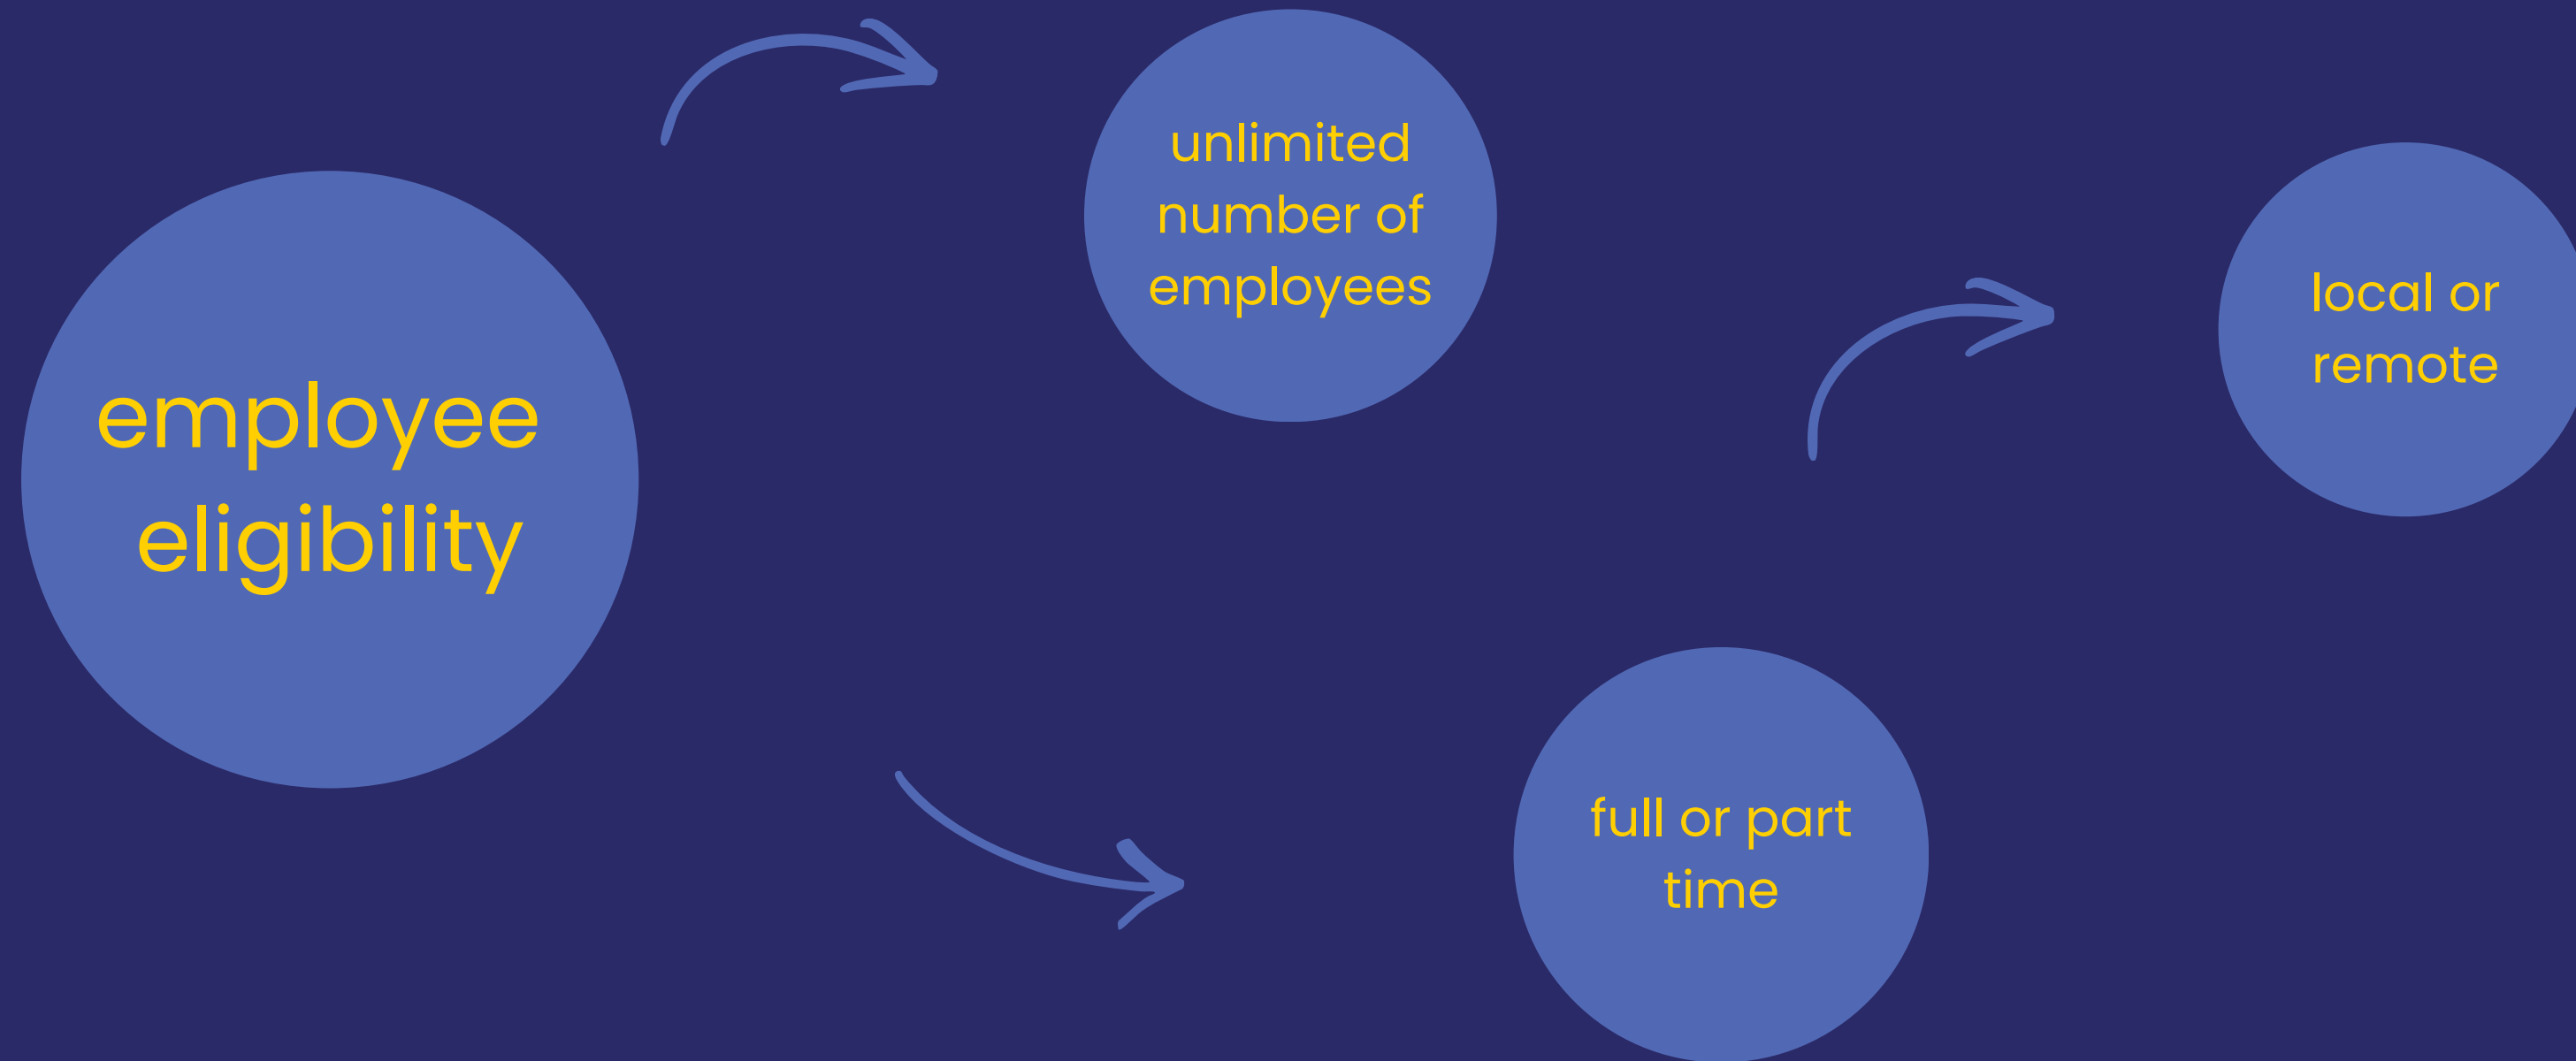 employee
eligibility
unlimited
number of
employees
local or
remote
full or part
time